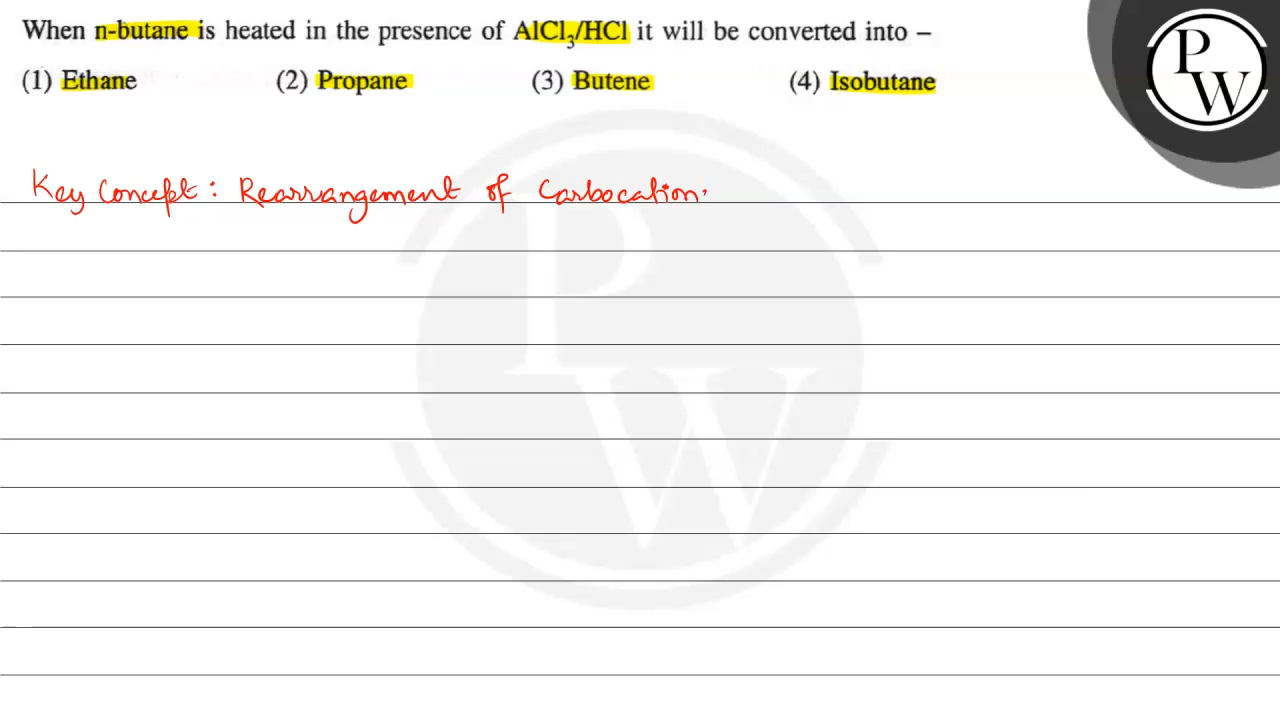 When n-butane is heated in the presence of AlCl₃/HCl it will be converted into –
(1) Ethane (2) Propane (3) Butene (4) Isobutane
Key Concept : Rearrangement of Carbocation.
P W
P W